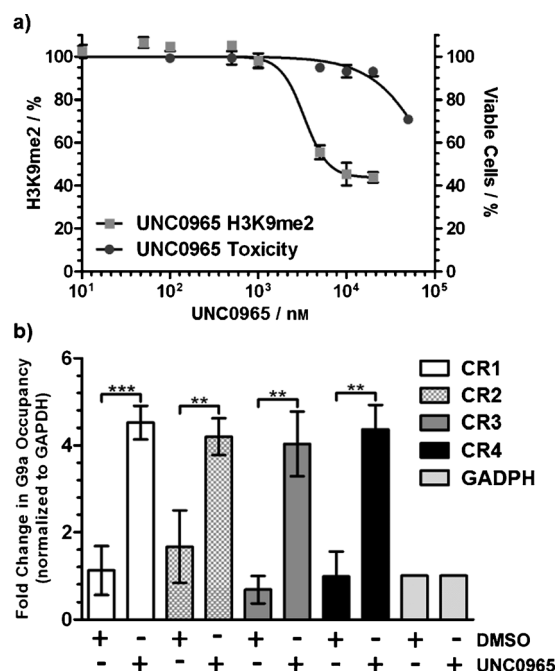 a)
100
80
60
40
20
0
H3K9me2 / %
100
80
60
40
20
0
Viable Cells / %
UNC0965 H3K9me2
UNC0965 Toxicity
10¹ 10² 10³ 10⁴ 10⁵
UNC0965 / nM
b)
6
4
2
0
Fold Change in G9a Occupancy
(normalized to GAPDH)
*** ** ** **
CR1
CR2
CR3
CR4
GADPH
+ - + - + - + - + - DMSO
- + - + - + - + - + UNC0965